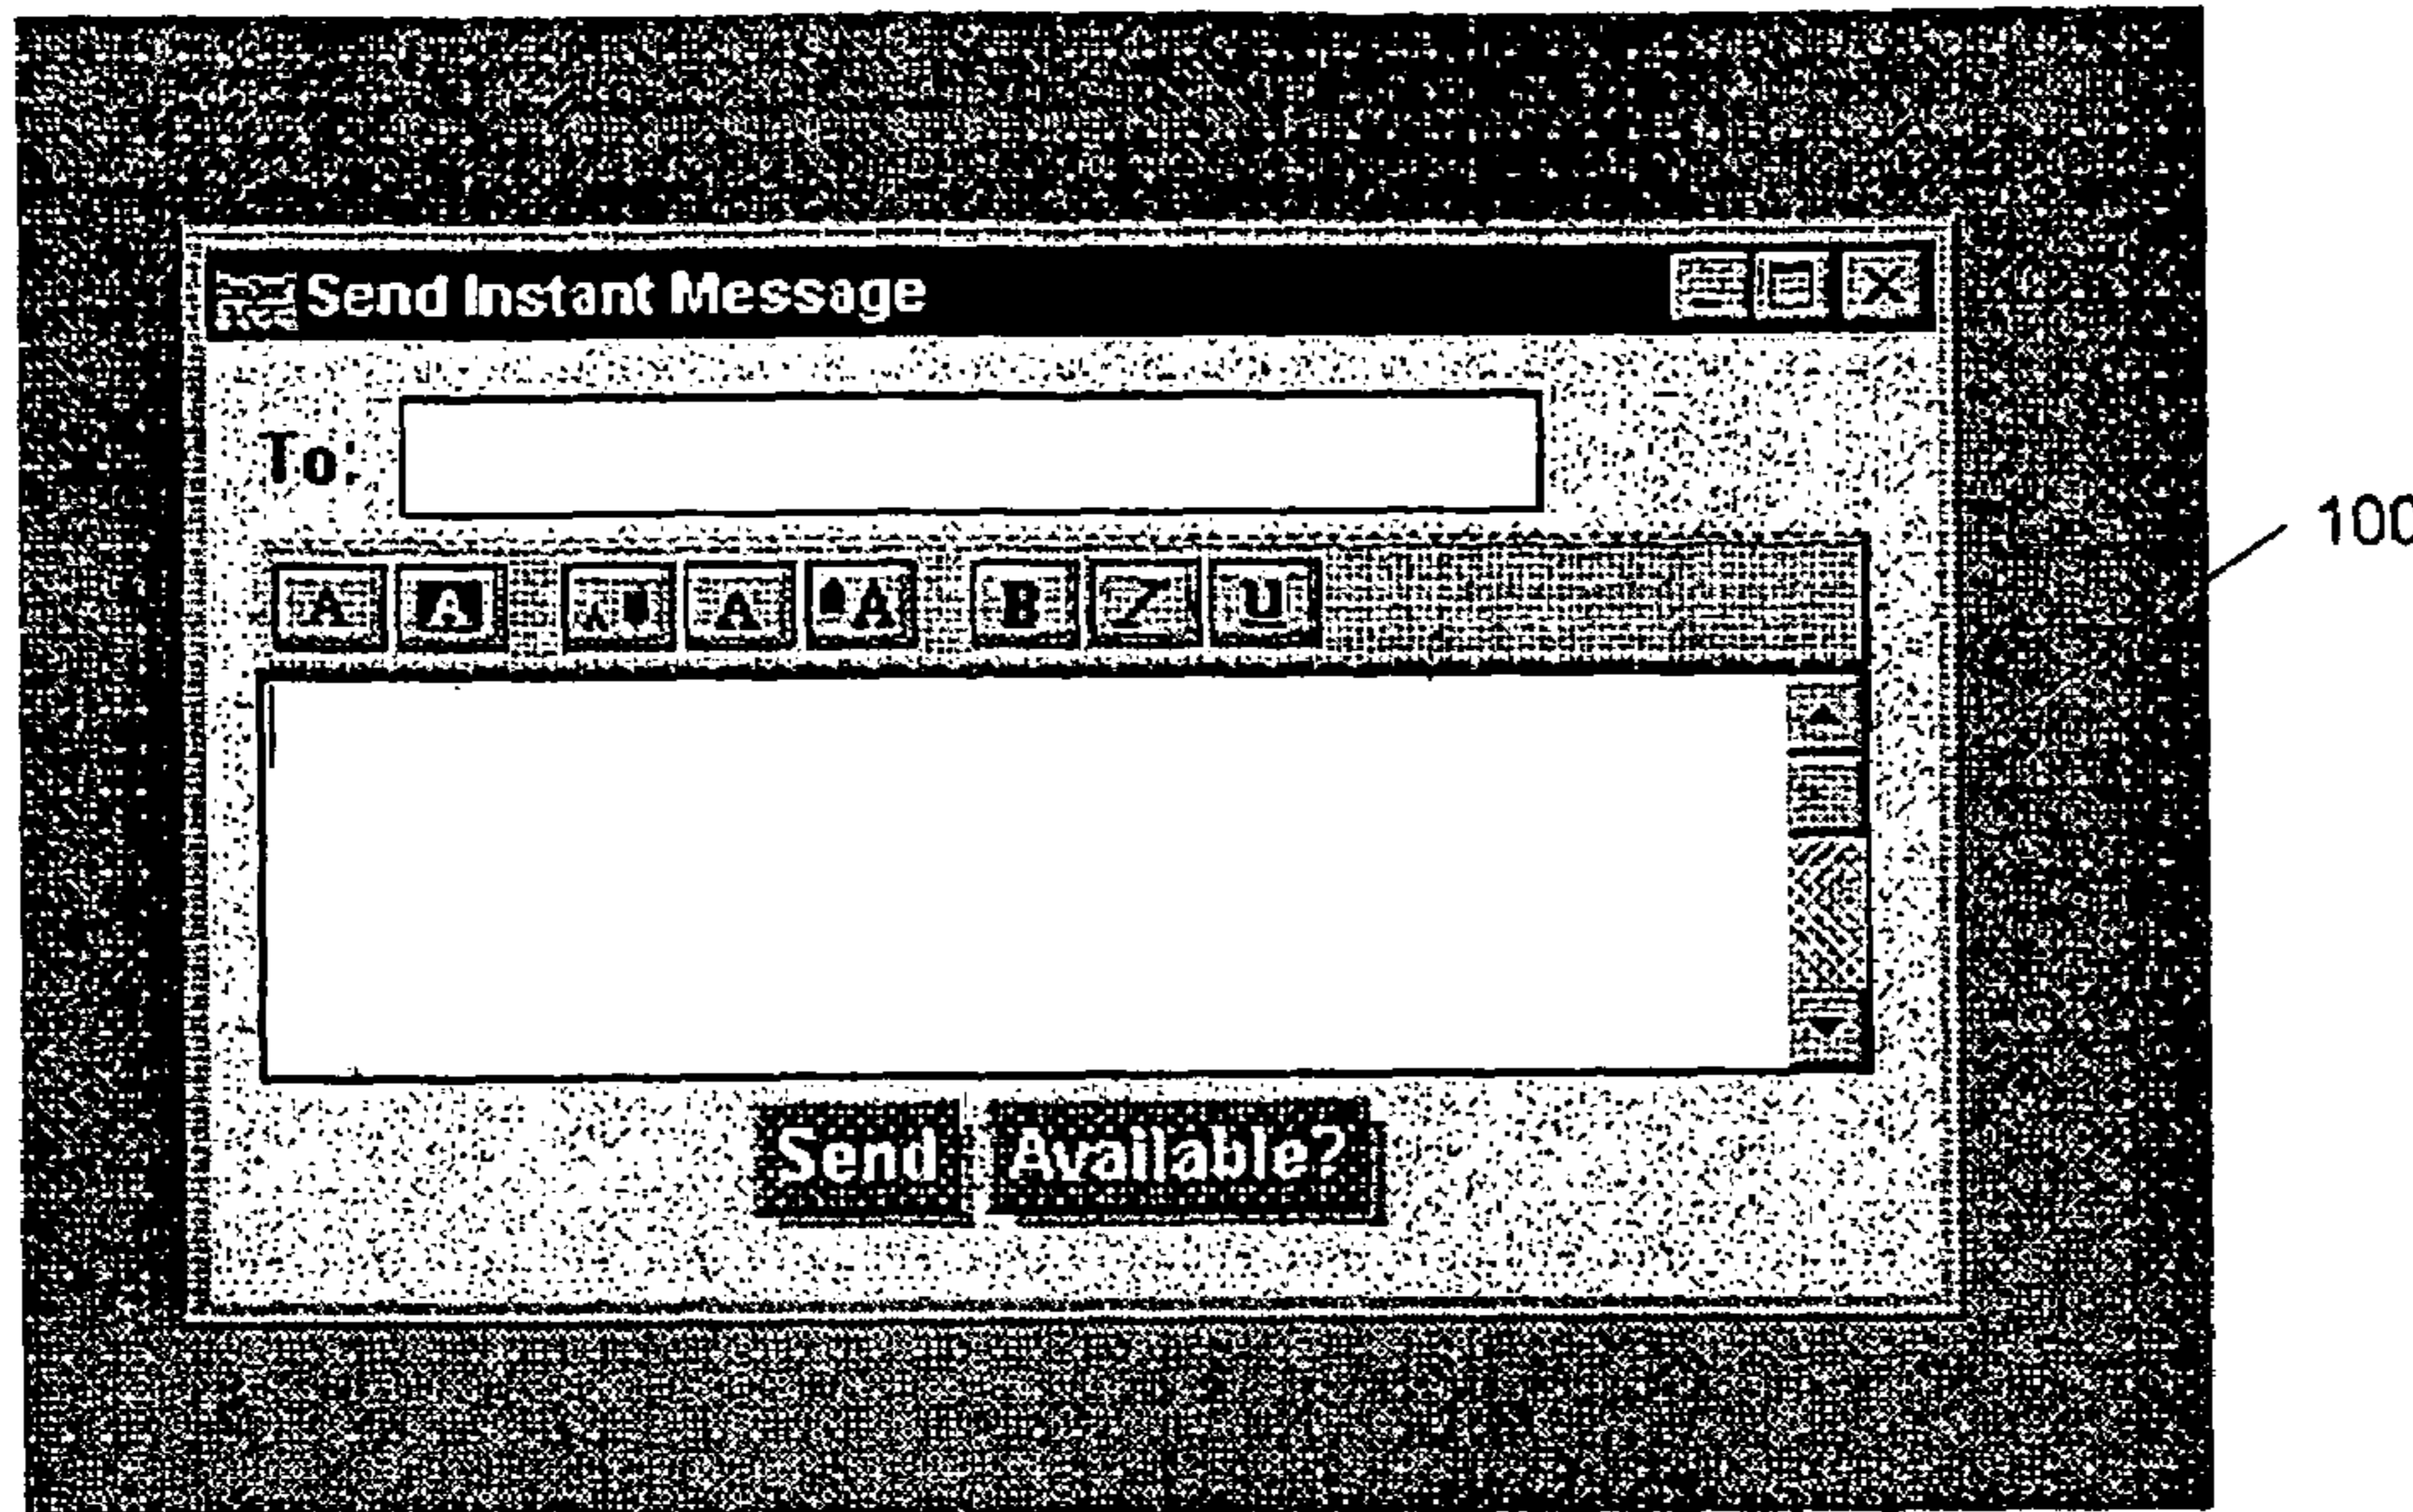 Send Instant Message
To:
100
A A A A A B I U
Send Available?